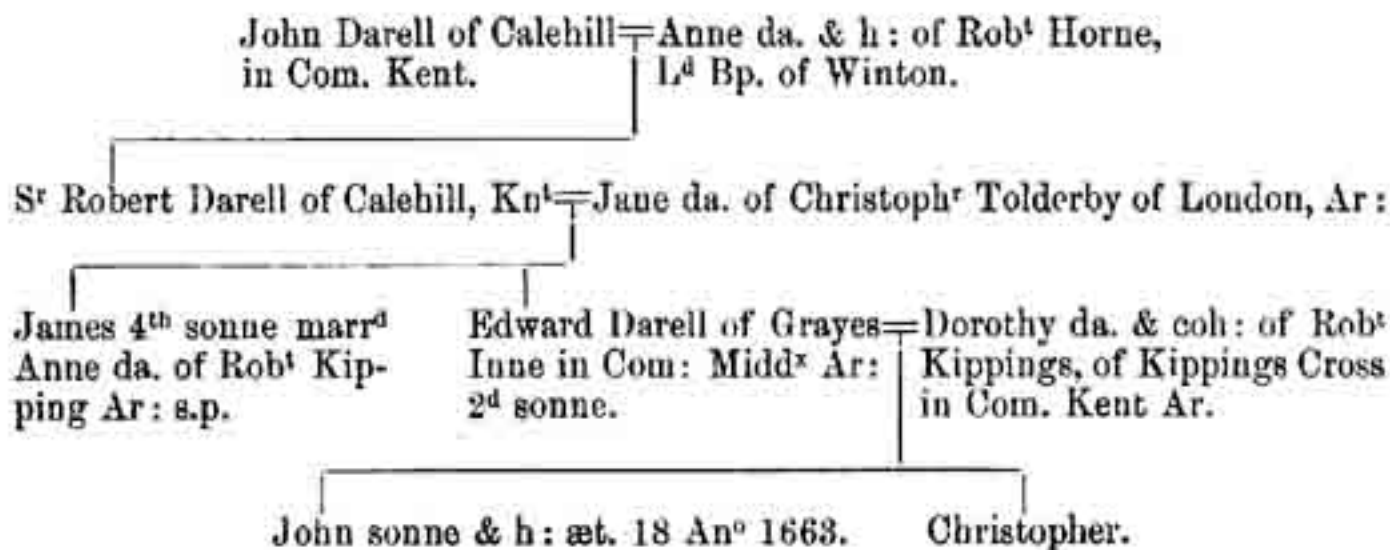 John Darell of Calehill=Anne da. & h: of Robᵗ Horne,
in Com. Kent. Lᵈ Bp. of Winton.
Sʳ Robert Darell of Calehill, Knᵗ=Jane da. of Christophʳ Tolderby of London, Ar:
James 4ᵗʰ sonne marrᵈ
Anne da. of Robᵗ Kip-
ping Ar: s.p.
Edward Darell of Grayes=Dorothy da. & coh: of Robᵗ
Inne in Com: Middˣ Ar: Kippings, of Kippings Cross
2ᵈ sonne. in Com. Kent Ar.
John sonne & h: æt. 18 Anᵒ 1663. Christopher.